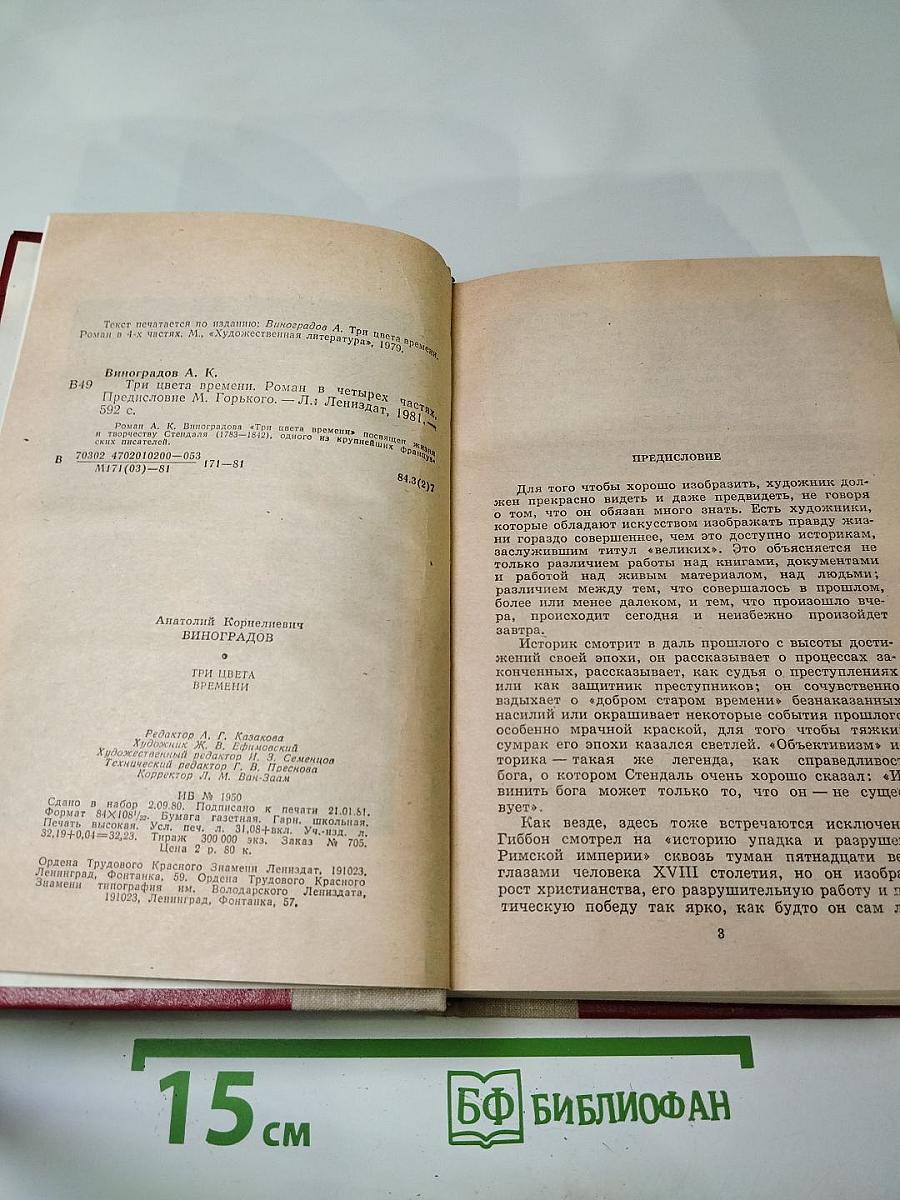 Текст печатается по изданию: Виноградов А. Три цвета времени.
Роман в 4-х частях. М., «Художественная литература», 1979.
Виноградов А. К.
В49 Три цвета времени. Роман в четырех частях.
Предисловие М. Горького. — Л.: Лениздат, 1981.—
592 с.
Роман А. К. Виноградова «Три цвета времени» посвящен жизни
и творчеству Стендаля (1783—1842), одного из крупнейших француз-
ских писателей.
В 70302 4702010200—053
М171(03)—81 171—81
84.3(2)7
Анатолий Корнелиевич
ВИНОГРАДОВ
ТРИ ЦВЕТА
ВРЕМЕНИ
Редактор А. Г. Казакова
Художник Ж. В. Ефимовский
Художественный редактор И. З. Семенцов
Технический редактор Г. В. Преснова
Корректор Л. М. Ван-Заам
ИБ № 1950
Сдано в набор 2.09.80. Подписано к печати 21.01.81.
Формат 84×108 1/32. Бумага газетная. Гарн. школьная.
Печать высокая. Усл. печ. л. 31,08+вкл. Уч.-изд. л.
32,19+0,04=32,23. Тираж 300 000 экз. Заказ № 705.
Цена 2 р. 80 к.
Ордена Трудового Красного Знамени Лениздат, 191023,
Ленинград, Фонтанка, 59. Ордена Трудового Красного
Знамени типография им. Володарского Лениздата,
191023, Ленинград, Фонтанка, 57.
ПРЕДИСЛОВИЕ
Для того чтобы хорошо изобразить, художник дол-
жен прекрасно видеть и даже предвидеть, не говоря
о том, что он обязан много знать. Есть художники,
которые обладают искусством изображать правду жиз-
ни гораздо совершеннее, чем это доступно историкам,
заслужившим титул «великих». Это объясняется не
только различием работы над книгами, документами
и работой над живым материалом, над людьми;
различием между тем, что совершалось в прошлом,
более или менее далеком, и тем, что произошло вче-
ра, происходит сегодня и неизбежно произойдет
завтра.
Историк смотрит в даль прошлого с высоты дости-
жений своей эпохи, он рассказывает о процессах за-
конченных, рассказывает, как судья о преступлениях
или как защитник преступников; он сочувственно
вздыхает о «добром старом времени» безнаказанных
насилий или окрашивает некоторые события прошлого
особенно мрачной краской, для того чтобы тяжкий
сумрак его эпохи казался светлей. «Объективизм» ис
торика — такая же легенда, как справедливост
бога, о котором Стендаль очень хорошо сказал: «И
винить бога может только то, что он — не суще
вует».
Как везде, здесь тоже встречаются исключен
Гиббон смотрел на «историю упадка и разруше
Римской империи» сквозь туман пятнадцати ве
глазами человека XVIII столетия, но он изобра
рост христианства, его разрушительную работу и п
тическую победу так ярко, как будто он сам л
3
15 см
БФ БИБЛИОФАН